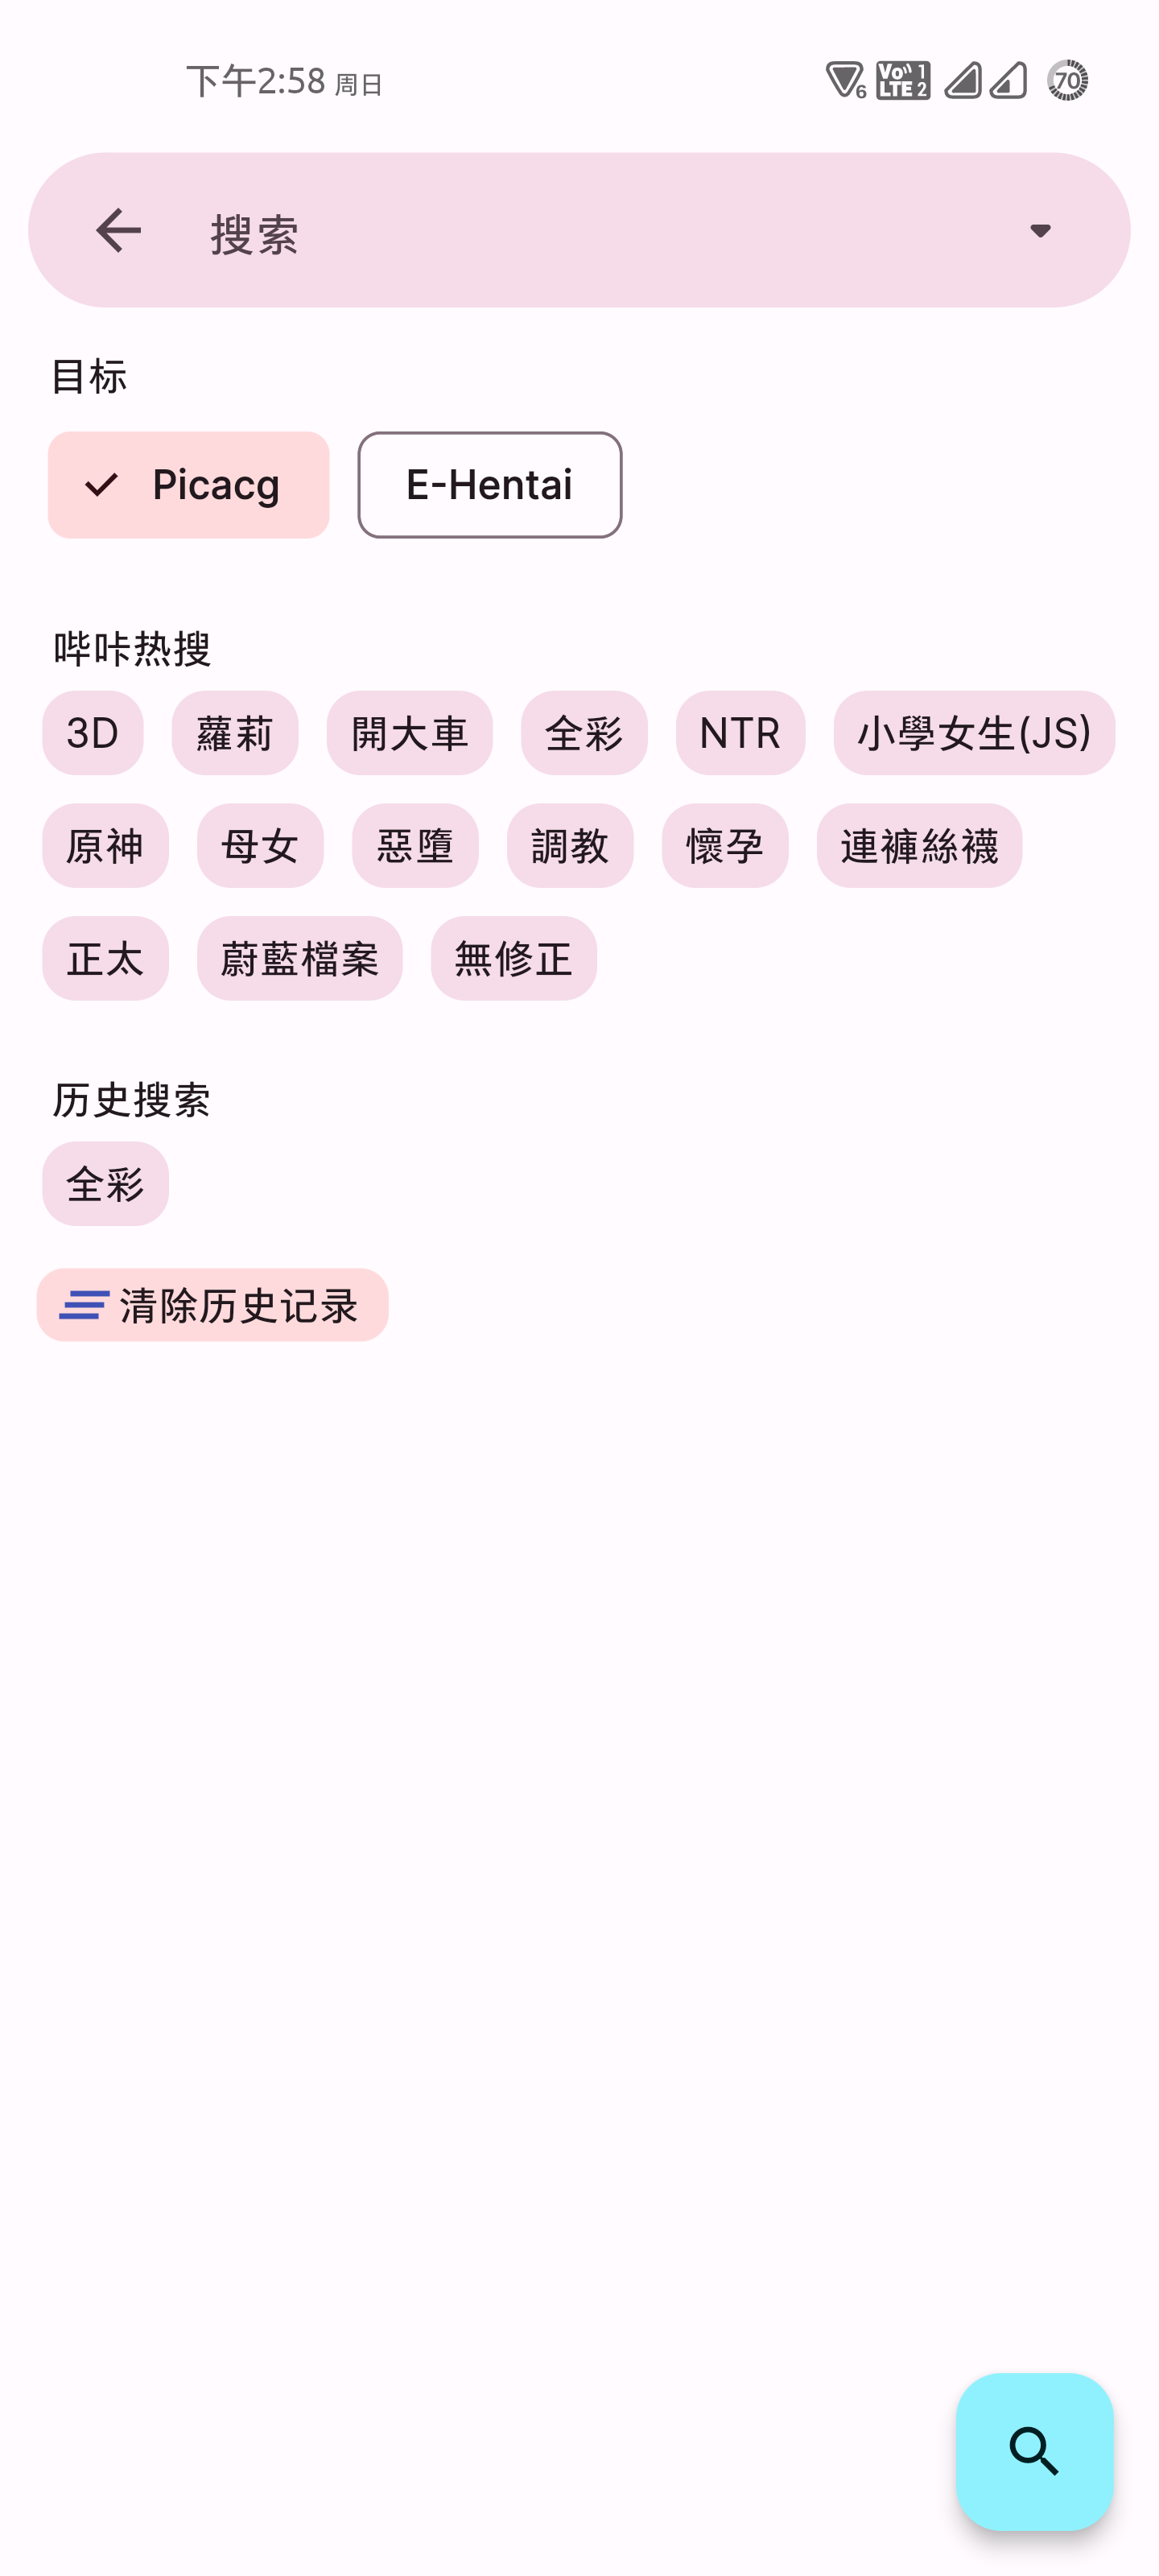 下午2:58 周日 6 Vo LTE 1 2 70
搜索
目标
Picacg E-Hentai
哔咔热搜
3D 蘿莉 開大車 全彩 NTR 小學女生(JS)
原神 母女 惡墮 調教 懷孕 連褲絲襪
正太 蔚藍檔案 無修正
历史搜索
全彩
清除历史记录